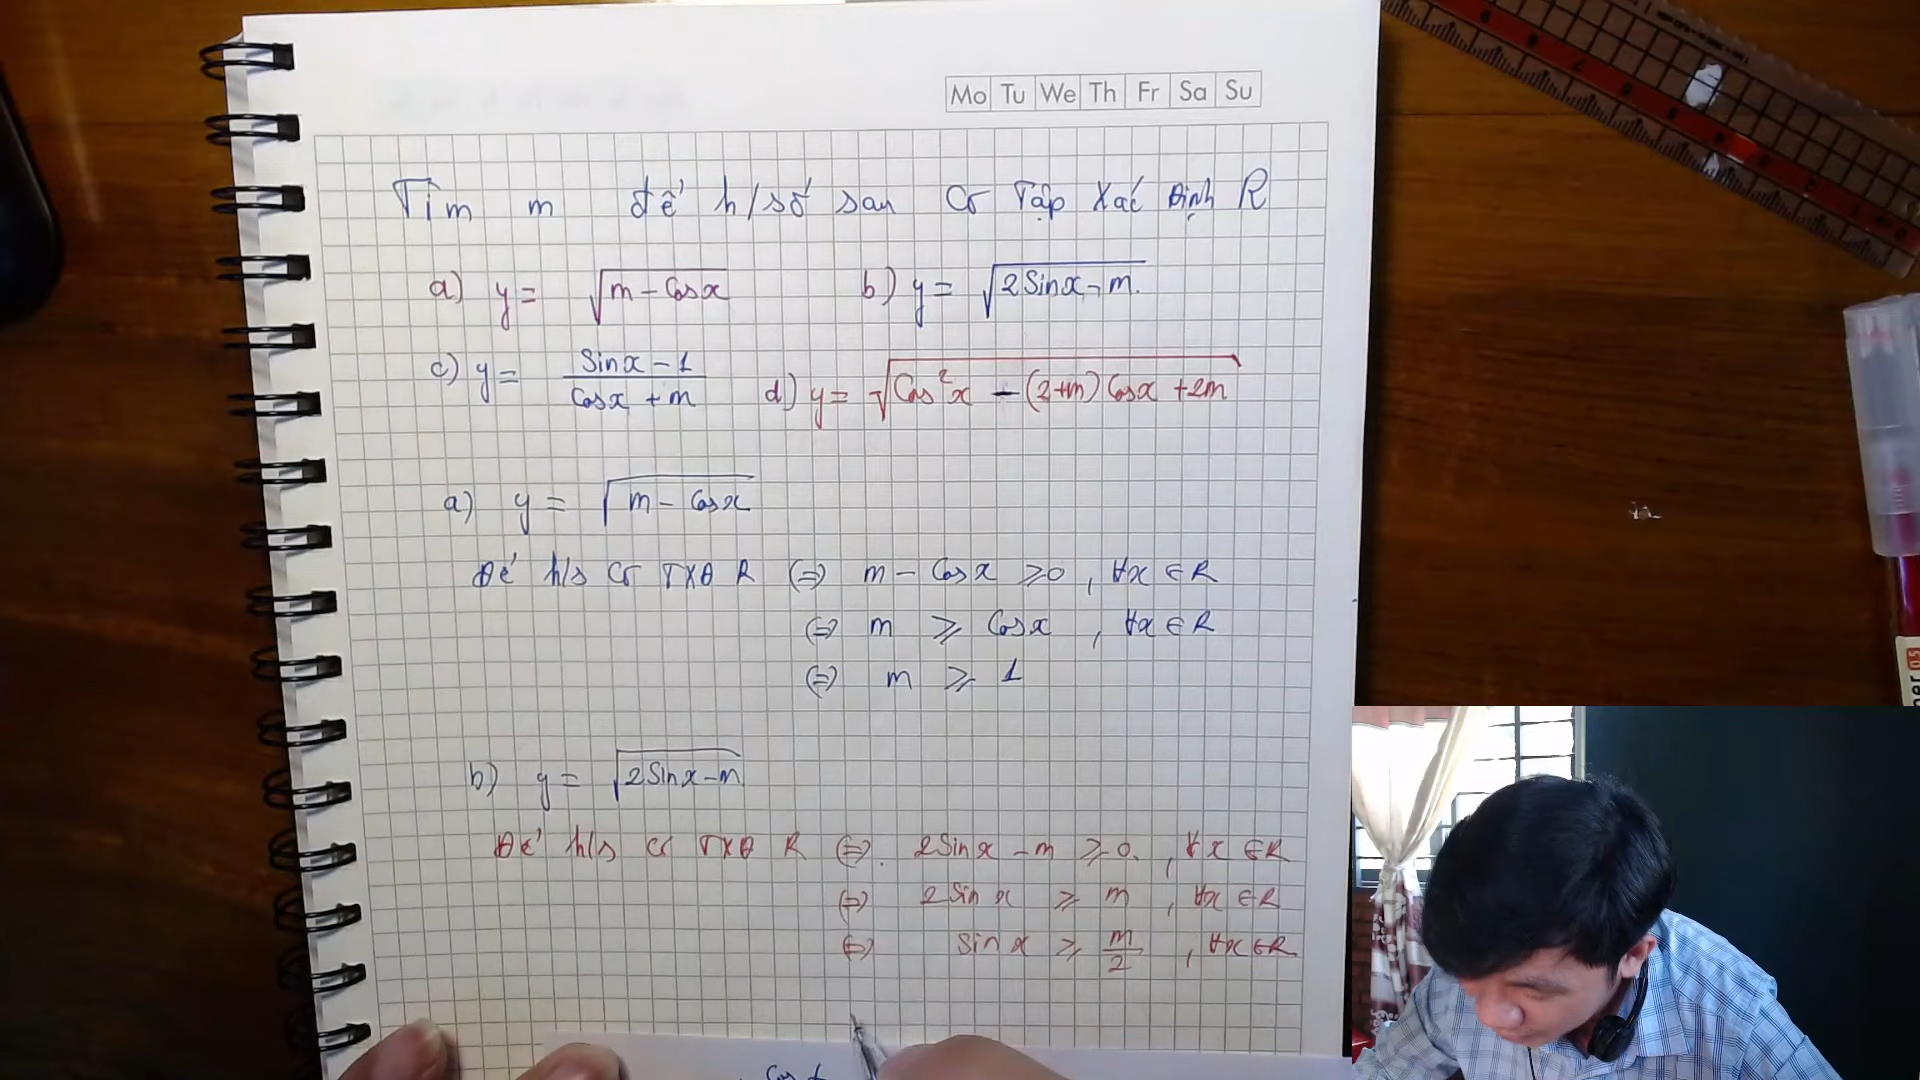 Mo Tu We Th Fr Sa Su
Tìm m để h/số sau có Tập Xác Định R
a) y = √(m - Cosx) b) y = √(2Sinx - m).
c) y = (Sinx - 1)/(Cosx + m) d) y = √(Cos²x - (2+m)Cosx + 2m)
a) y = √(m - Cosx)
Để h/s có TXĐ R ⇔ m - Cosx ≥ 0, ∀x ∈ R
⇔ m ≥ Cosx, ∀x ∈ R
⇔ m ≥ 1
b) y = √(2Sinx - m)
Để h/s có TXĐ R ⇔. 2Sinx - m ≥ 0., ∀x ∈ R
⇔ 2Sinx ≥ m, ∀x ∈ R
⇔ Sinx ≥ m/2, ∀x ∈ R